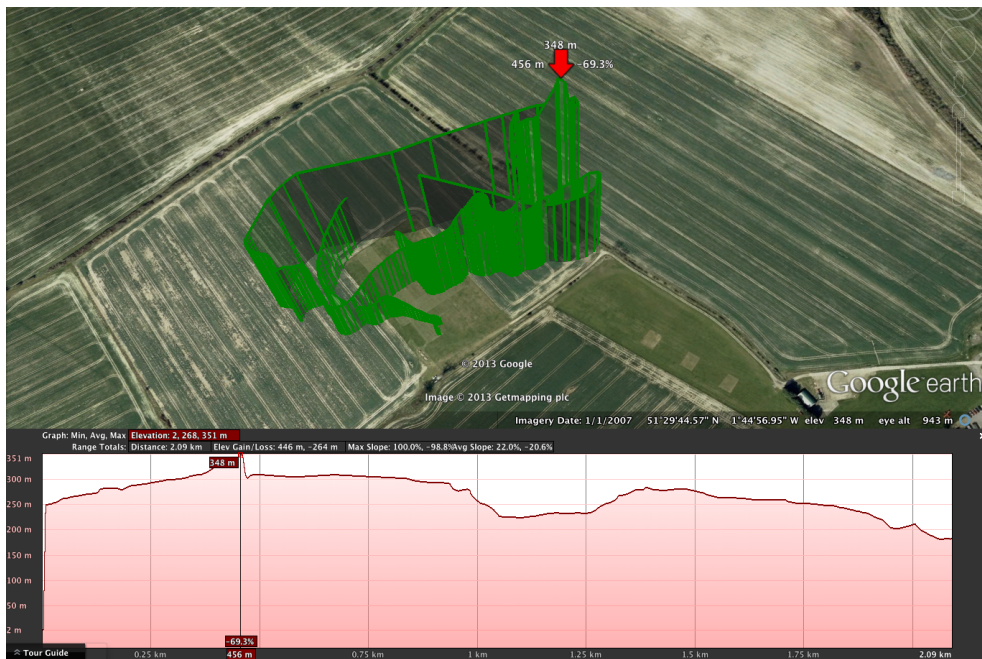 348 m
456 m -69.3%
© 2013 Google
Image © 2013 Getmapping plc
Google earth
Imagery Date: 1/1/2007 51°29'44.57" N 1°44'56.95" W elev 348 m eye alt 943 m
Graph: Min, Avg, Max Elevation: 2, 268, 351 m
Range Totals: Distance: 2.09 km Elev Gain/Loss: 446 m, -264 m Max Slope: 100.0%, -98.8% Avg Slope: 22.0%, -20.6%
351 m
348 m
300 m
250 m
200 m
150 m
100 m
50 m
2 m
-69.3%
Tour Guide 0.25 km 456 m 0.75 km 1 km 1.25 km 1.5 km 1.75 km 2.09 km